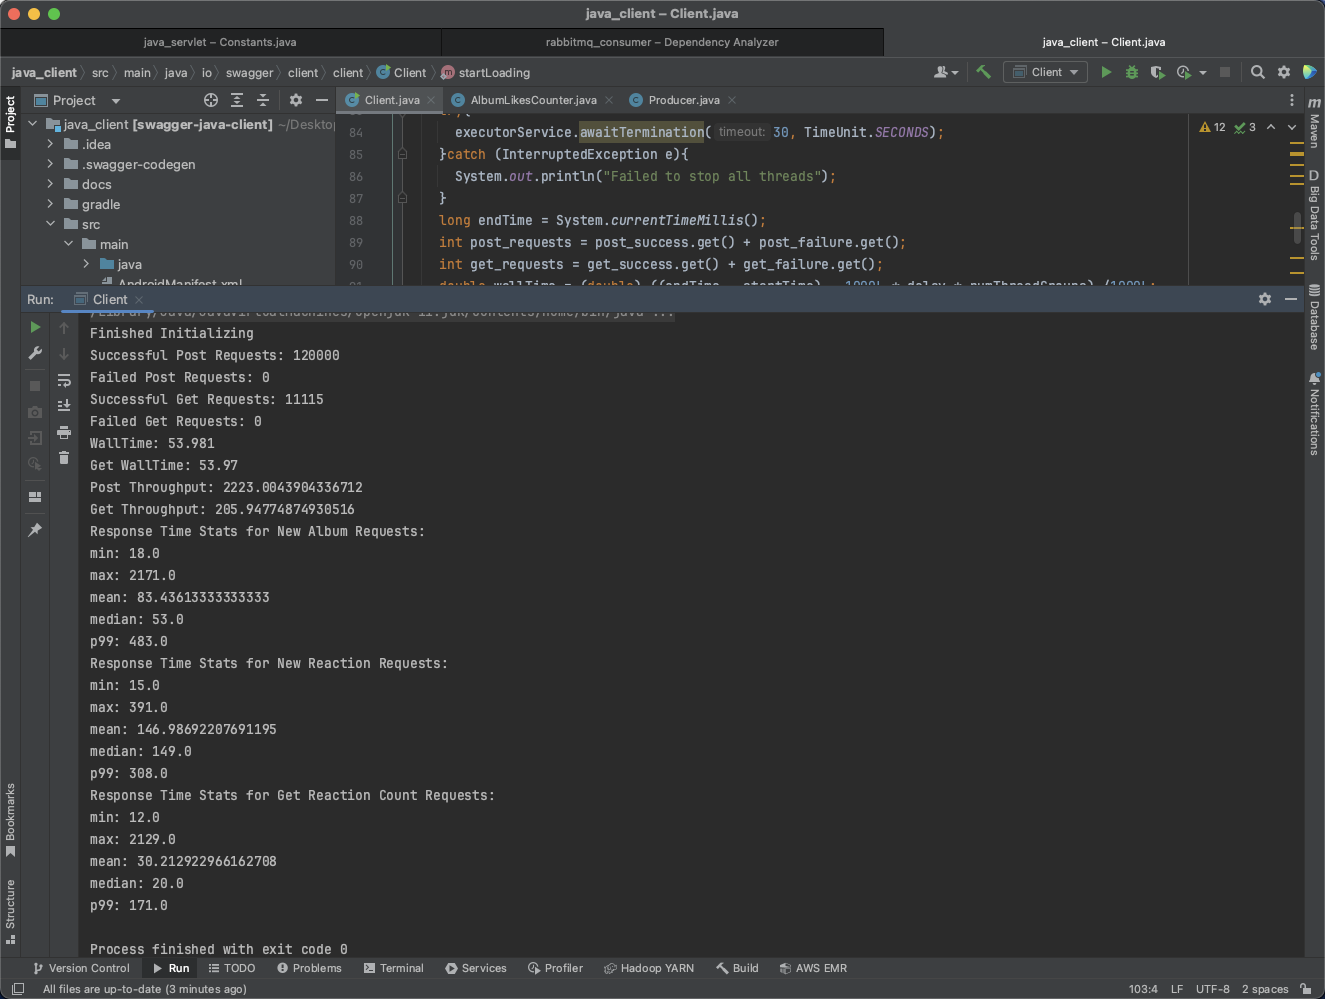 java_client – Client.java
java_servlet – Constants.java
rabbitmq_consumer – Dependency Analyzer
java_client – Client.java
java_client src main java io swagger client client Client startLoading
Client
Project
Client.java
AlbumLikesCounter.java
Producer.java
Project
java_client [swagger-java-client] ~/Deskto
.idea
.swagger-codegen
docs
gradle
src
main
java
AndroidManifest.xml
84 executorService.awaitTermination( timeout: 30, TimeUnit.SECONDS);
85 }catch (InterruptedException e){
86 System.out.println("Failed to stop all threads");
87 }
88 long endTime = System.currentTimeMillis();
89 int post_requests = post_success.get() + post_failure.get();
90 int get_requests = get_success.get() + get_failure.get();
12 3
Maven
Big Data Tools
Database
Notifications
Run: Client
Finished Initializing
Successful Post Requests: 120000
Failed Post Requests: 0
Successful Get Requests: 11115
Failed Get Requests: 0
WallTime: 53.981
Get WallTime: 53.97
Post Throughput: 2223.0043904336712
Get Throughput: 205.94774874930516
Response Time Stats for New Album Requests:
min: 18.0
max: 2171.0
mean: 83.43613333333333
median: 53.0
p99: 483.0
Response Time Stats for New Reaction Requests:
min: 15.0
max: 391.0
mean: 146.98692207691195
median: 149.0
p99: 308.0
Response Time Stats for Get Reaction Count Requests:
min: 12.0
max: 2129.0
mean: 30.212922966162708
median: 20.0
p99: 171.0
Process finished with exit code 0
Bookmarks
Structure
Version Control Run TODO Problems Terminal Services Profiler Hadoop YARN Build AWS EMR
All files are up-to-date (3 minutes ago)
103:4 LF UTF-8 2 spaces